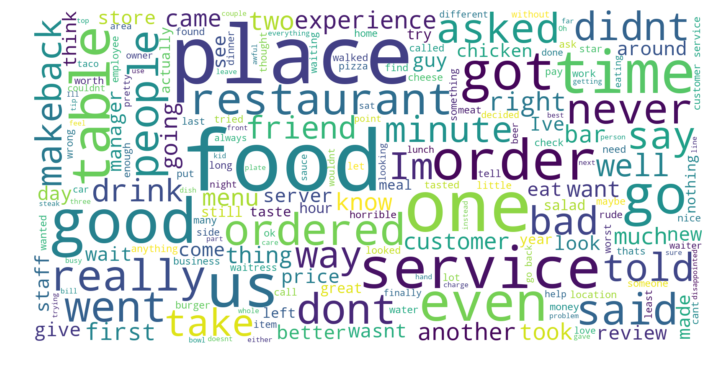 top
area
couple
dinner
home
different
without
far
oh
store
came
two
experience
asked
didnt
think
see
try
called
ask
star
customer service
people
place
guy
chicken
around
owner
found
everything
waiting
employee
taco
actually
thought
find
done
pay
work
getting
worth
leave
awful
walked
pizza
cheese
eating
makeback
table
manager
going
got
time
pretty
use
ill
couldnt
tip
feel
restaurant
right
never
last
tried
sat
point
something
meat
decided
best
person
wrong
always
front
friend
minute
beer
Ive
check
need
enough
put
kid
plate
sauce
looking
lunch
tell
bar
say
car
long
dish
wouldnt
let
Im
order
next
well
line
day
drink
night
food
meal
tasted
little
eat
want
nothing
steak
three
menu
server
know
one
salad
maybe
nice
wanted
still
taste
hour
instead
bad
rude
go
good
many
horrible
ordered
customer
year
look
much
new
staff
wait
side
part
ok
care
way
worst
waiter
busy
come
thing
looked
thats
sure
anything
business
waitress
price
go back
service
told
really
us
hand
lot
someone
disappointed
trying
bill
call
great
charge
finally
help
location
least
cant
went
take
burger
left
water
dont
even
money
problem
said
made
item
whole
give
first
better
wasnt
another
took
love
gave
review
bowl
doesnt
either